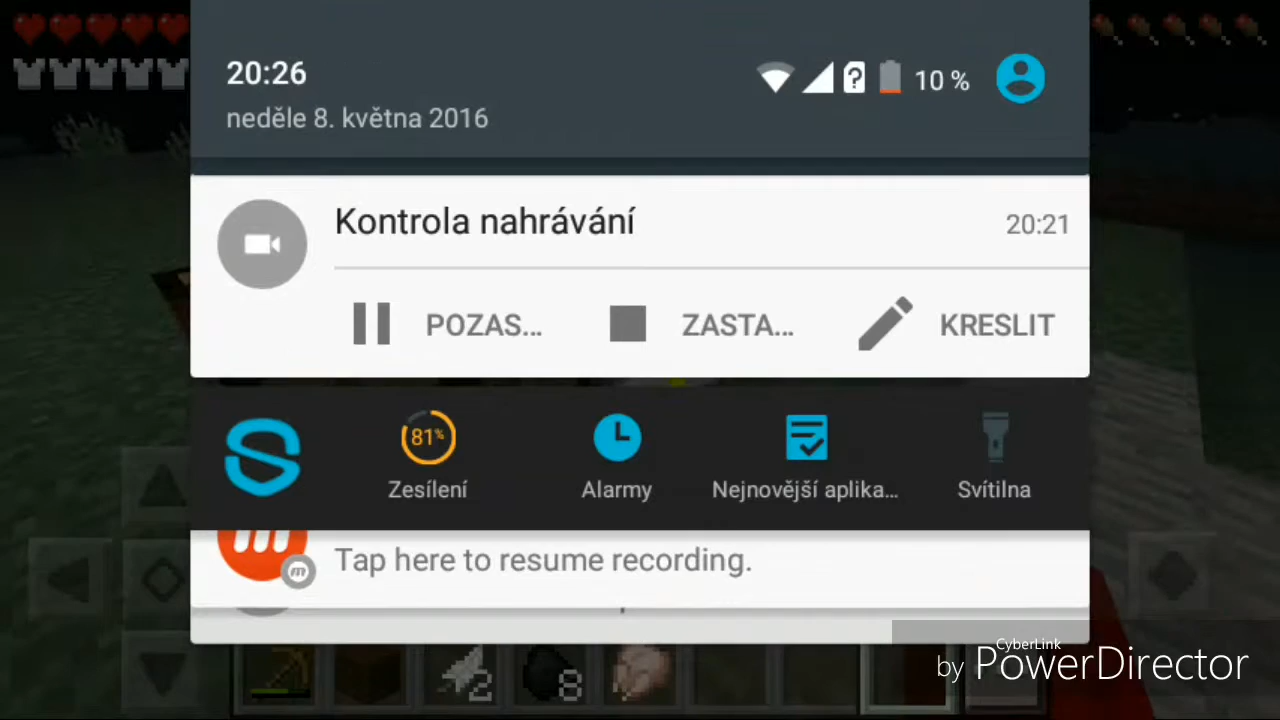 20:26
10 %
neděle 8. května 2016
Kontrola nahrávání
20:21
POZAS...
ZASTA...
KRESLIT
81%
Zesílení
Alarmy
Nejnovější aplika...
Svítilna
Tap here to resume recording.
2
8
CyberLink
by PowerDirector